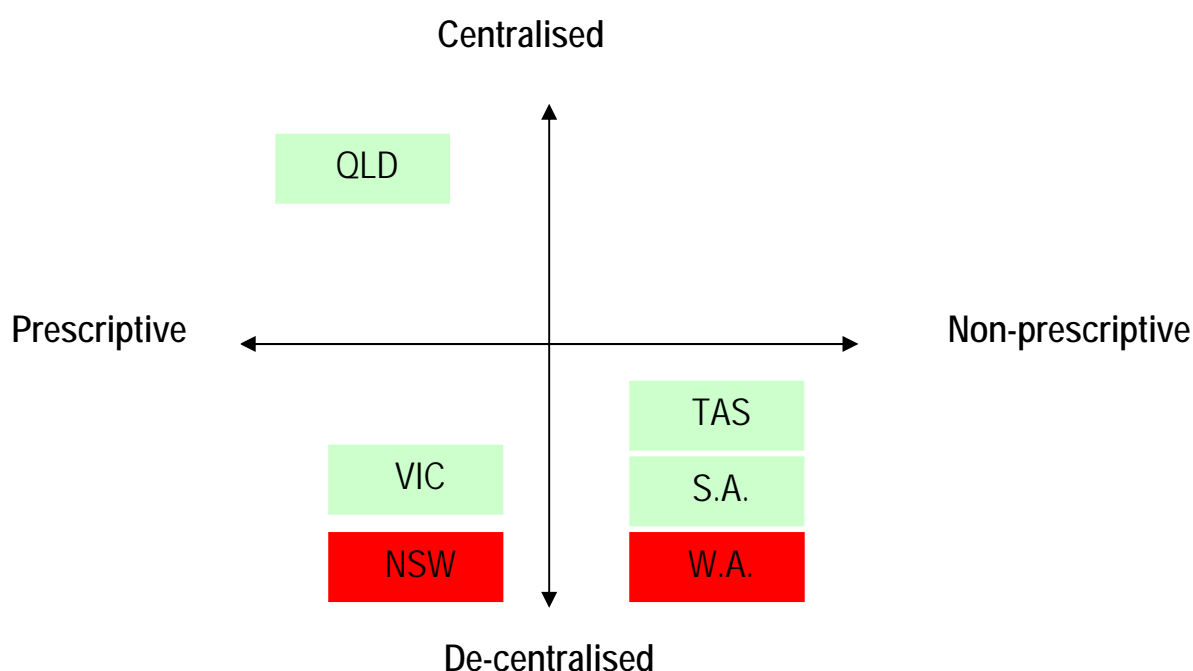 Centralised
QLD
Prescriptive
Non-prescriptive
TAS
VIC
S.A.
NSW
W.A.
De-centralised